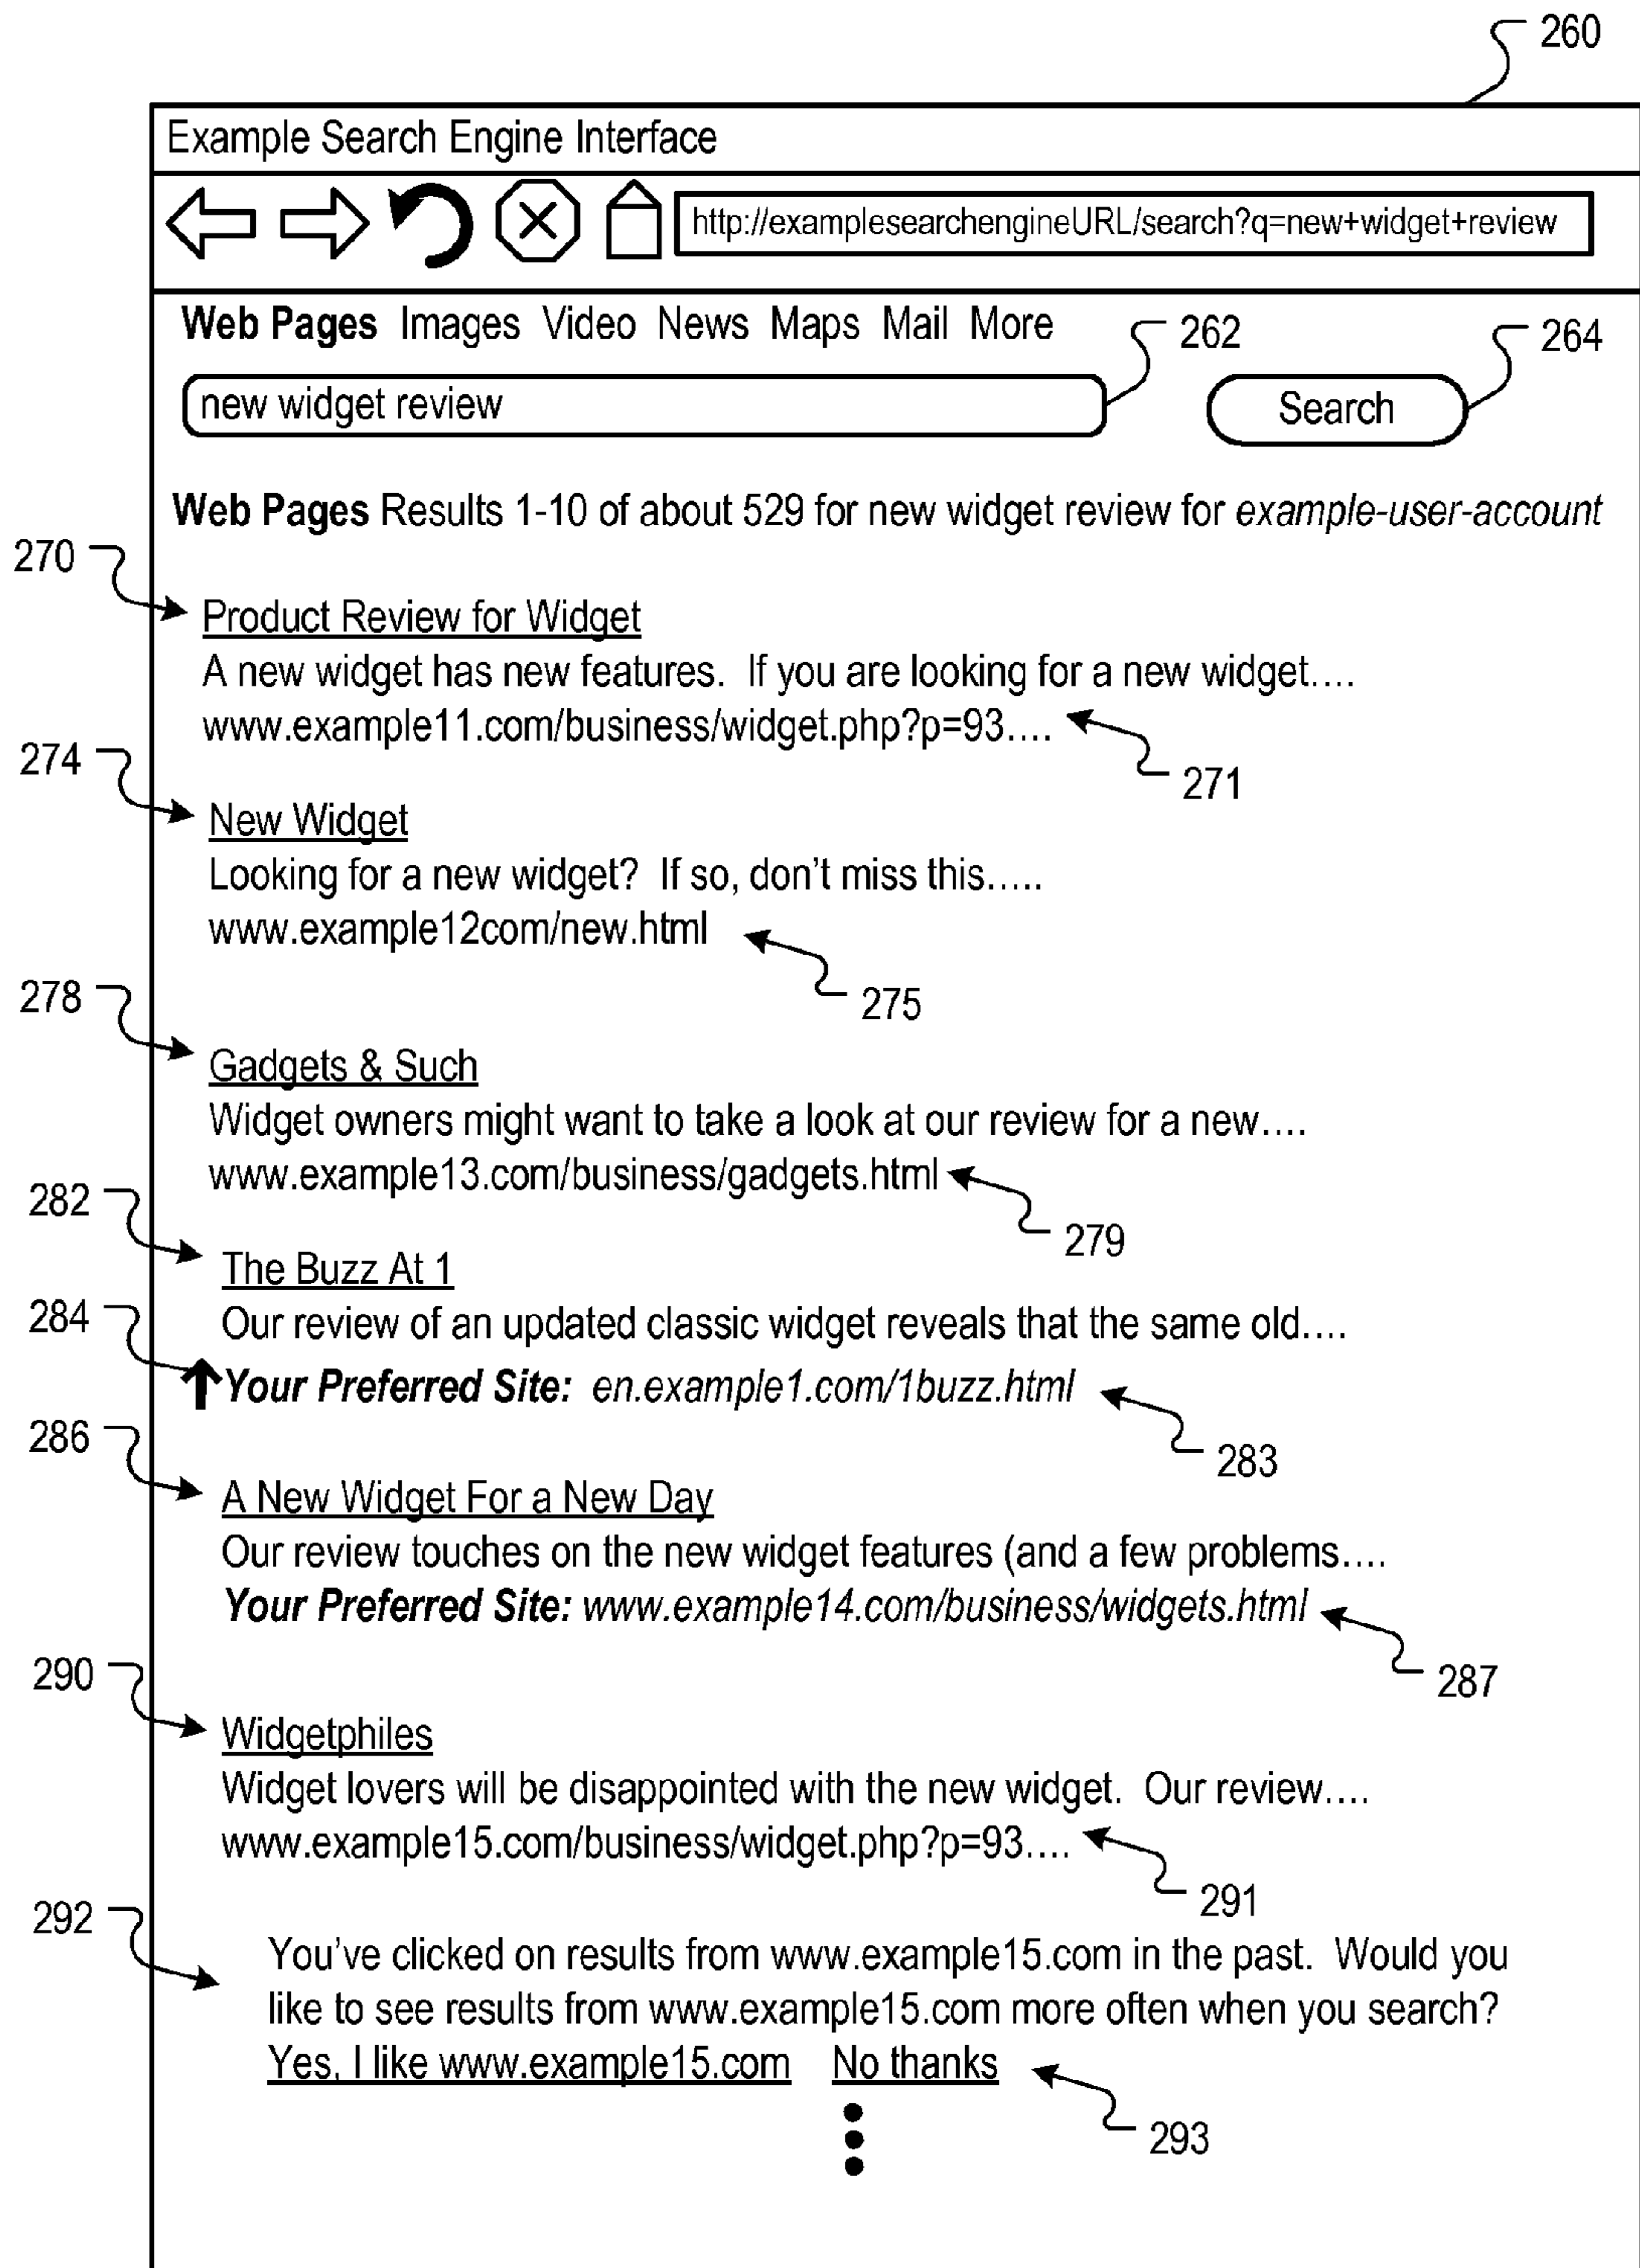 260
Example Search Engine Interface
http://examplesearchengineURL/search?q=new+widget+review
Web Pages Images Video News Maps Mail More
262
264
new widget review
Search
Web Pages Results 1-10 of about 529 for new widget review for example-user-account
270
Product Review for Widget
A new widget has new features. If you are looking for a new widget....
www.example11.com/business/widget.php?p=93....
271
274
New Widget
Looking for a new widget? If so, don't miss this.....
www.example12com/new.html
275
278
Gadgets & Such
Widget owners might want to take a look at our review for a new....
www.example13.com/business/gadgets.html
279
282
The Buzz At 1
Our review of an updated classic widget reveals that the same old....
284
Your Preferred Site: en.example1.com/1buzz.html
283
286
A New Widget For a New Day
Our review touches on the new widget features (and a few problems....
Your Preferred Site: www.example14.com/business/widgets.html
287
290
Widgetphiles
Widget lovers will be disappointed with the new widget. Our review....
www.example15.com/business/widget.php?p=93....
291
292
You've clicked on results from www.example15.com in the past. Would you
like to see results from www.example15.com more often when you search?
Yes, I like www.example15.com No thanks
293